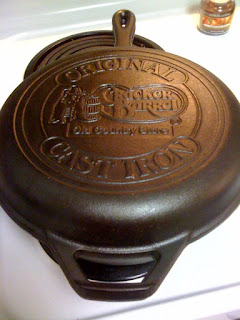 ORIGINAL
Cracker Barrel
Old Country Store
CAST IRON